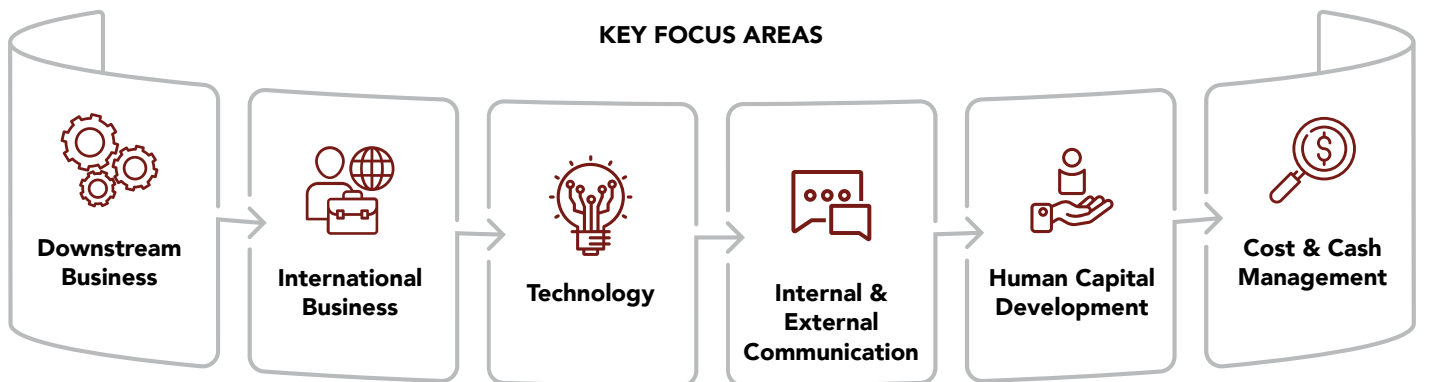 KEY FOCUS AREAS
Downstream
Business
International
Business
Technology
Internal &
External
Communication
Human Capital
Development
$
Cost & Cash
Management